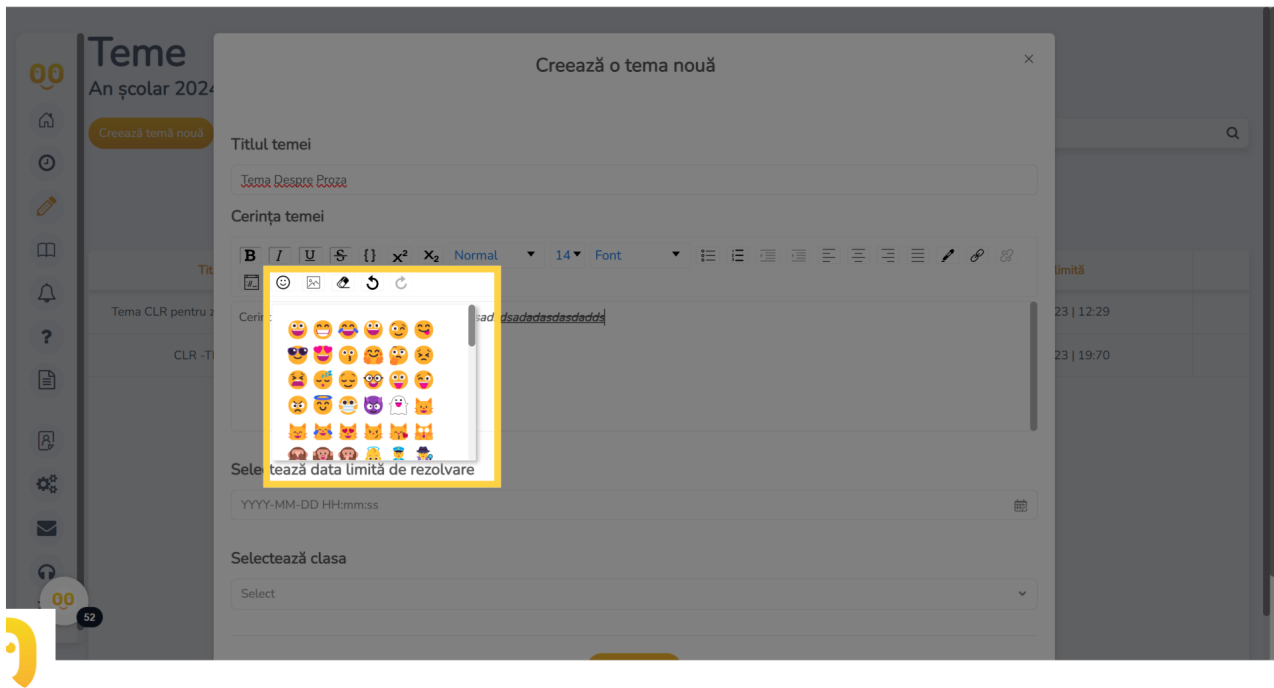 Teme
An școlar 2024
Creează temă nouă
Creează o tema nouă
Titlul temei
Tema Despre Proza
Cerința temei
B I U S {} x² X₂ Normal 14 Font
Tit
limită
Tema CLR pentru
23 | 12:29
dsadadasdasdadds
CLR -T
23 | 19:70
Selectează data limită de rezolvare
YYYY-MM-DD HH:mm:ss
Selectează clasa
Select
52